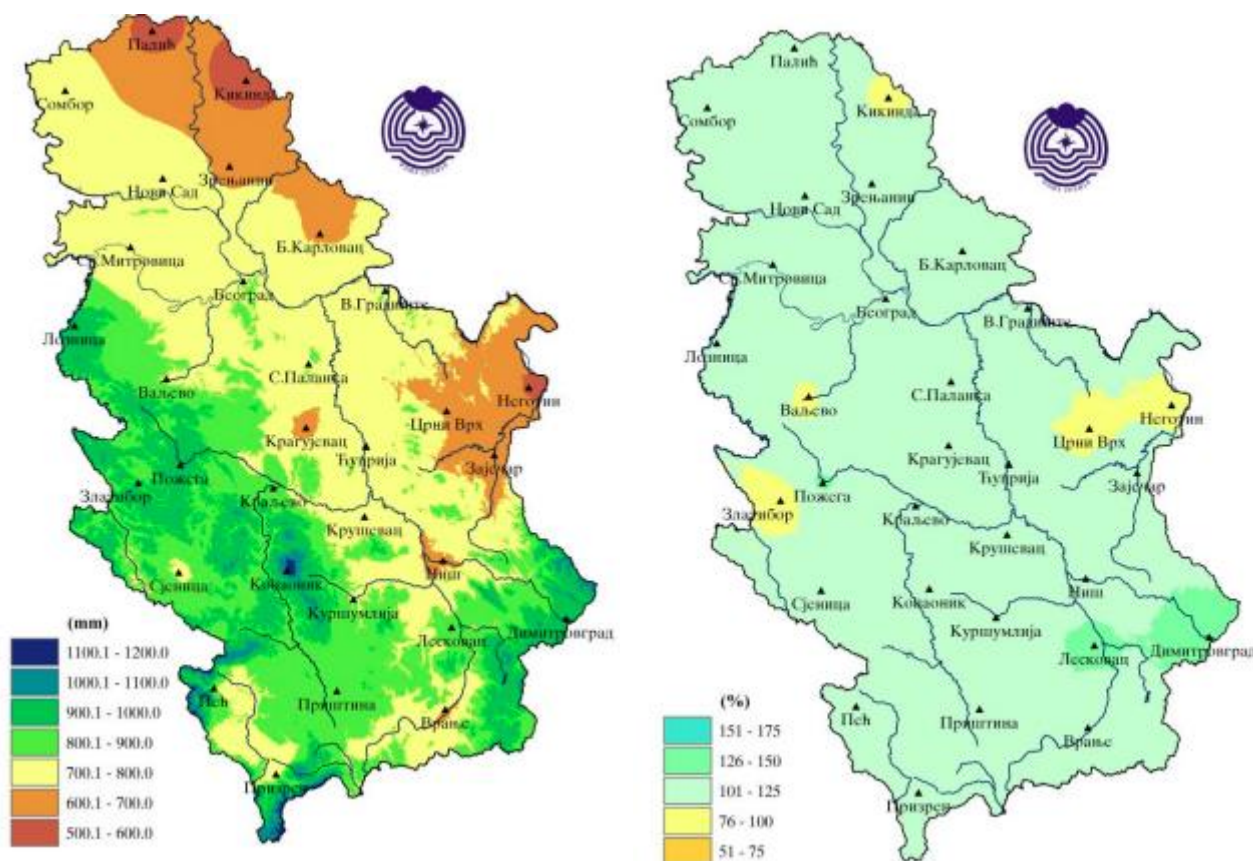 Палић
Кикинда
Сомбор
Зрењанин
Нови Сад
Б.Карловац
Ср.Митровица
Београд
В.Градиште
Лозница
С.Паланка
Ваљево
Неготин
Црни Врх
Крагујевац
Ћуприја
Зајечар
Пожега
Златибор
Краљево
Крушевац
Ниш
Сјеница
Копаоник
Куршумлија
Лесковац
Димитровград
Пећ
Приштина
Врање
Призрен
(mm)
1100.1 - 1200.0
1000.1 - 1100.0
900.1 - 1000.0
800.1 - 900.0
700.1 - 800.0
600.1 - 700.0
500.1 - 600.0
Палић
Кикинда
Сомбор
Зрењанин
Нови Сад
Б.Карловац
Ср.Митровица
Београд
В.Градиште
Лозница
С.Паланка
Ваљево
Неготин
Црни Врх
Крагујевац
Ћуприја
Зајечар
Пожега
Златибор
Краљево
Крушевац
Ниш
Сјеница
Копаоник
Куршумлија
Лесковац
Димитровград
Пећ
Приштина
Врање
Призрен
(%)
151 - 175
126 - 150
101 - 125
76 - 100
51 - 75